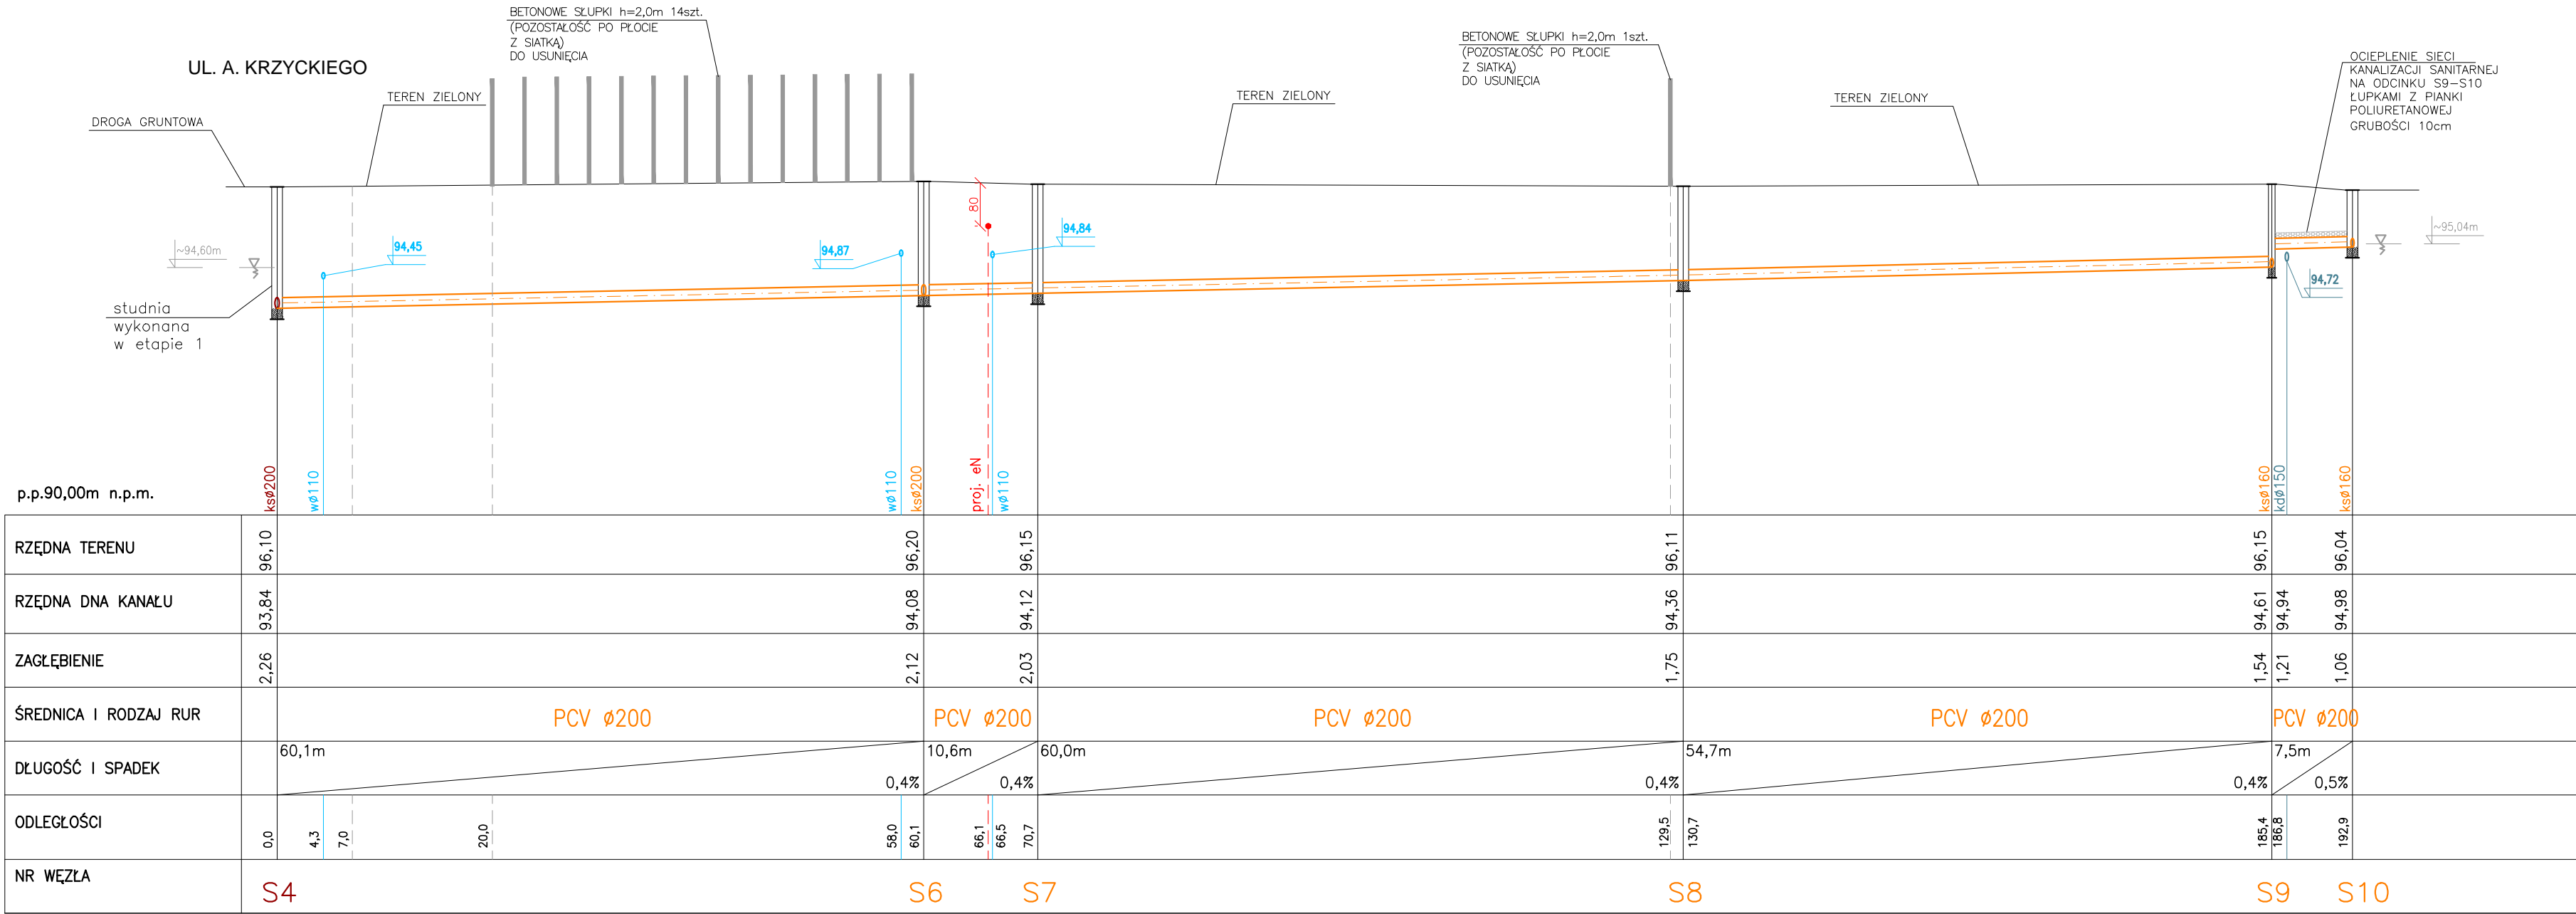 BETONOWE SŁUPKI h=2,0m 14szt.
(POZOSTAŁOŚĆ PO PŁOCIE
Z SIATKĄ)
DO USUNIĘCIA
UL. A. KRZYCKIEGO
TEREN ZIELONY
DROGA GRUNTOWA
BETONOWE SŁUPKI h=2,0m 1szt.
(POZOSTAŁOŚĆ PO PŁOCIE
Z SIATKĄ)
DO USUNIĘCIA
TEREN ZIELONY
TEREN ZIELONY
OCIEPLENIE SIECI
KANALIZACJI SANITARNEJ
NA ODCINKU S9-S10
ŁUPKAMI Z PIANKI
POLIURETANOWEJ
GRUBOŚCI 10cm
~94,60m
94,45
94,87
80
94,84
~95,04m
94,72
studnia
wykonana
w etapie 1
p.p.90,00m n.p.m.
ksø200
wø110
wø110
ksø200
proj. eN
wø110
ksø160
kdø150
ksø160
RZĘDNA TERENU
96,10
96,20
96,15
96,11
96,15
96,04
RZĘDNA DNA KANAŁU
93,84
94,08
94,12
94,36
94,61
94,94
94,98
ZAGŁĘBIENIE
2,26
2,12
2,03
1,75
1,54
1,21
1,06
ŚREDNICA I RODZAJ RUR
PCV ø200
PCV ø200
PCV ø200
PCV ø200
PCV ø200
DŁUGOŚĆ I SPADEK
60,1m
0,4%
10,6m
0,4%
60,0m
0,4%
54,7m
0,4%
7,5m
0,5%
ODLEGŁOŚCI
0,0
4,3
7,0
20,0
58,0
60,1
66,1
66,5
70,7
129,5
130,7
185,4
186,8
192,9
NR WĘZŁA
S4
S6
S7
S8
S9
S10